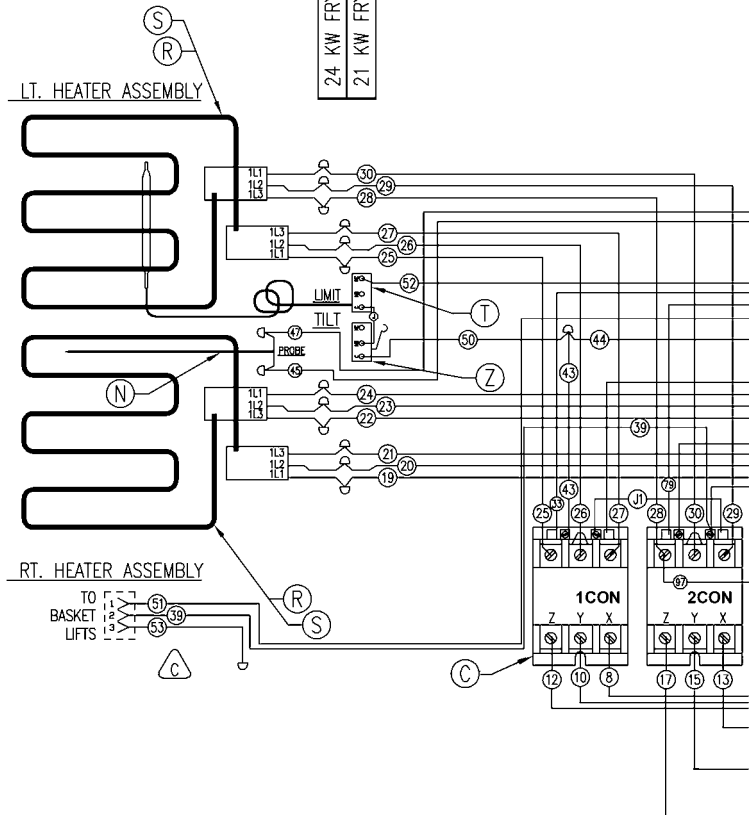 24 KW FR
21 KW FR
S
R
LT. HEATER ASSEMBLY
1L1
1L2
1L3
30
29
28
1L3
1L2
1L1
27
26
25
LIMIT
52
T
TILT
50
44
47
PROBE
45
43
Z
N
1L1
1L2
1L3
24
23
22
39
1L3
1L2
1L1
21
20
19
79
43
33
J1
25
26
27
28
30
29
RT. HEATER ASSEMBLY
R
S
97
1CON
2CON
TO
BASKET
LIFTS
1
2
3
51
39
53
Z
Y
X
Z
Y
X
C
C
12
10
8
17
15
13